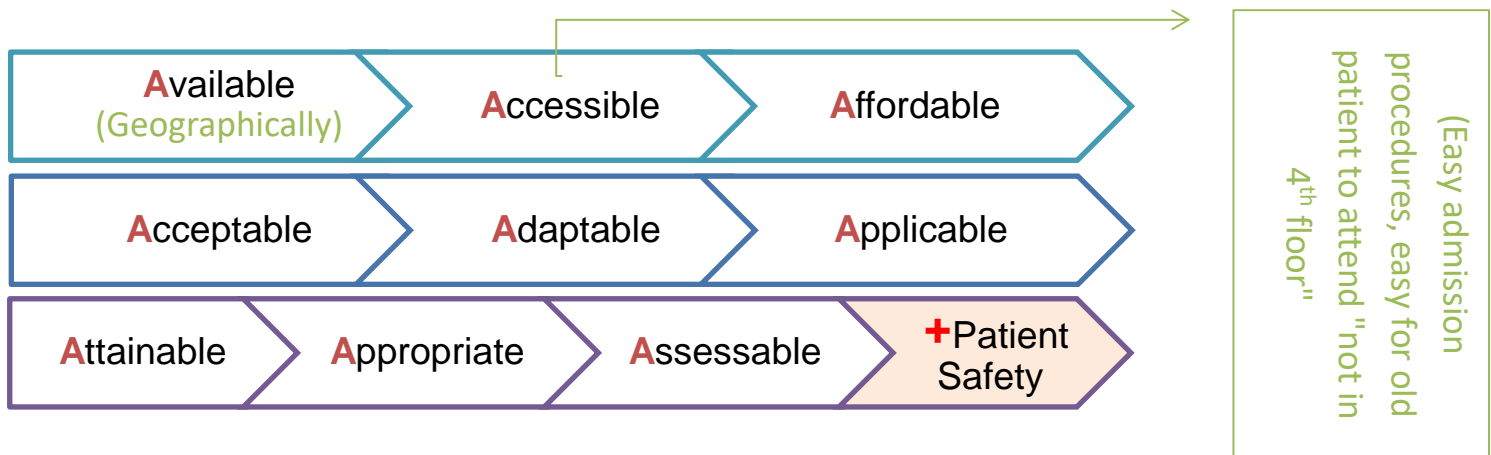 Available
(Geographically)
Accessible
Affordable
Acceptable
Adaptable
Applicable
Attainable
Appropriate
Assessable
+Patient
Safety
(Easy admission
procedures, easy for old
patient to attend "not in
4th floor"